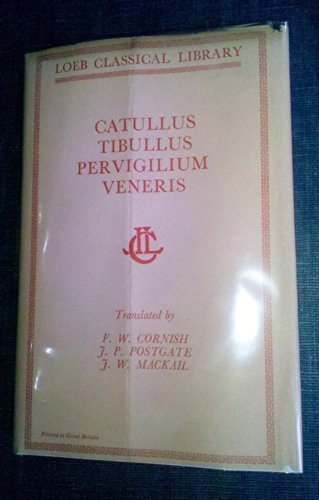 LOEB CLASSICAL LIBRARY
CATULLUS
TIBULLUS
PERVIGILIUM
VENERIS
LCL
Translated by
F. W. CORNISH
J. P. POSTGATE
J. W. MACKAIL
Printed in Great Britain